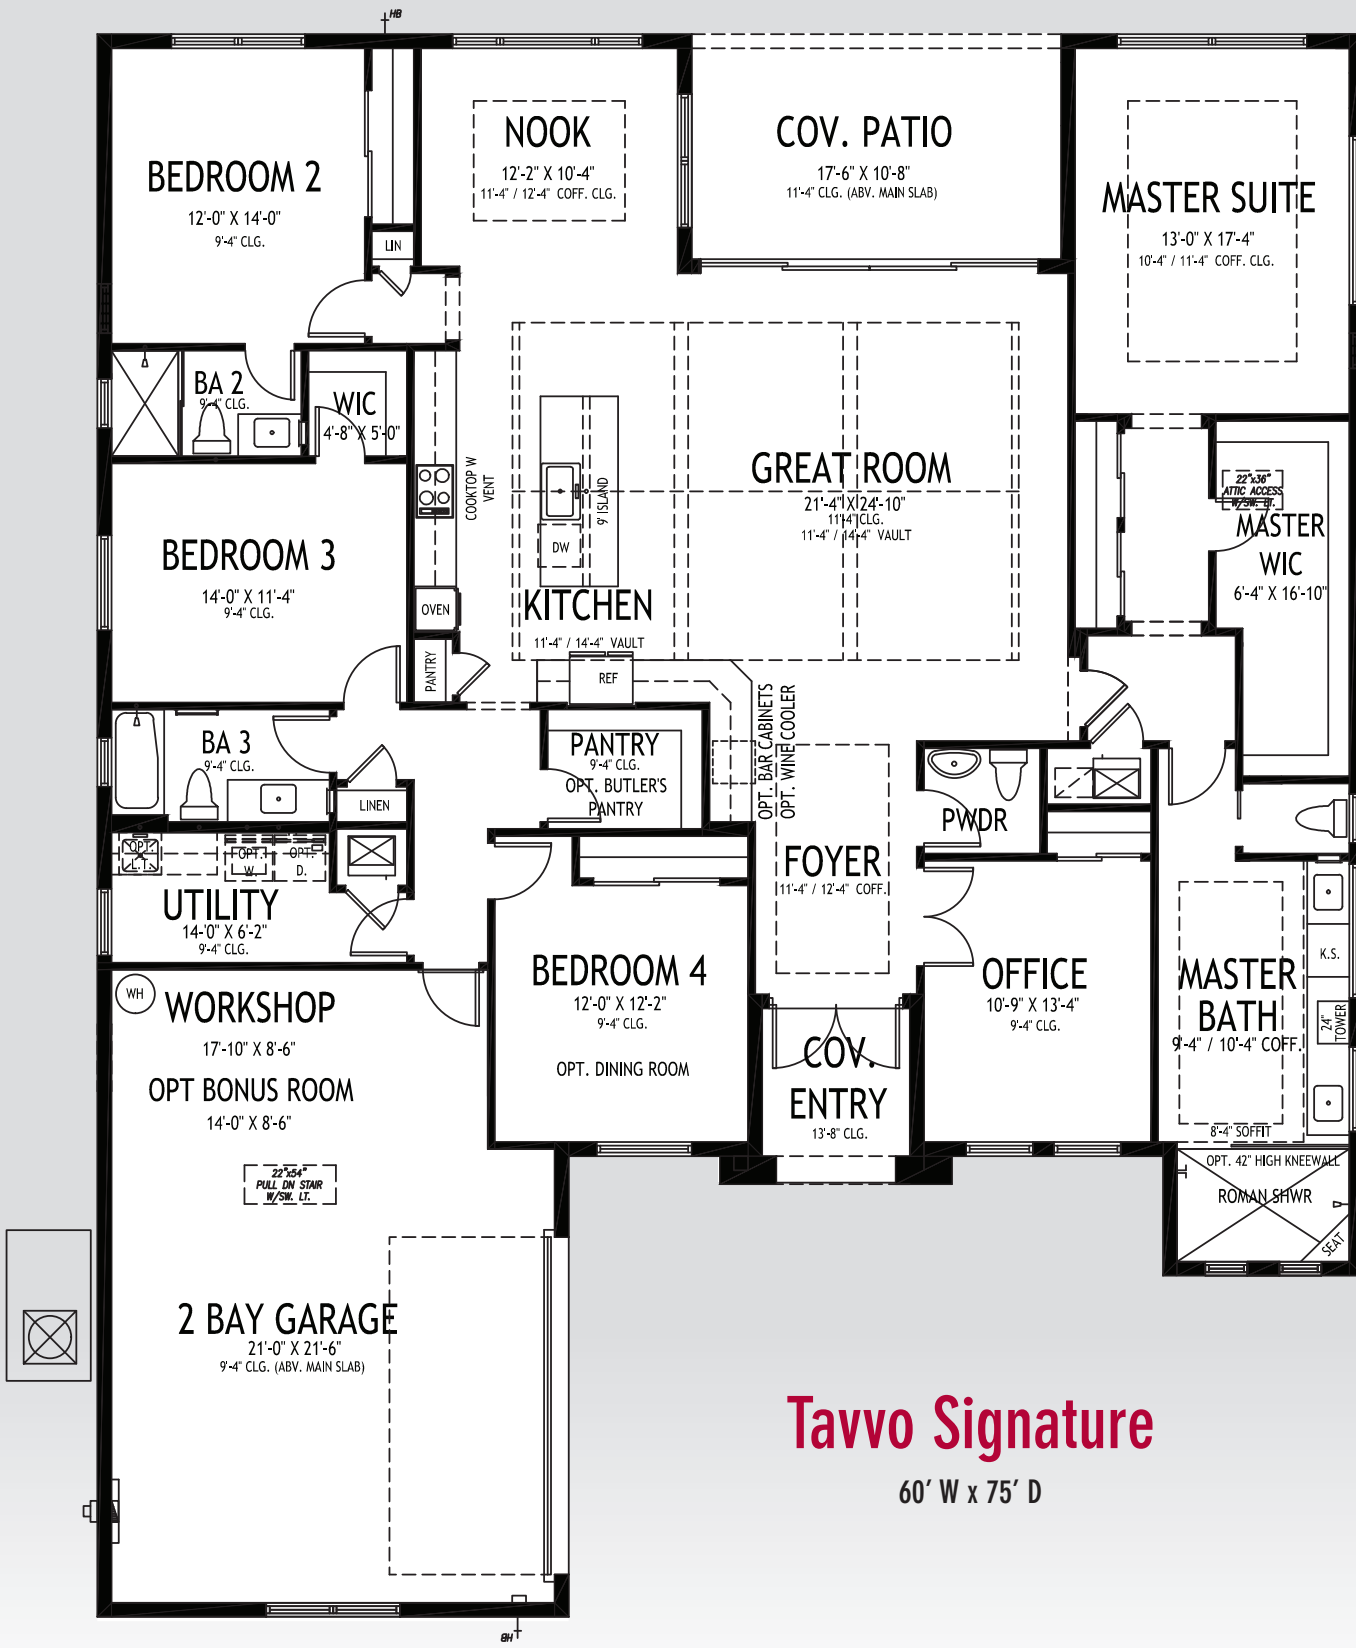 HB
BEDROOM 2
12'-0" X 14'-0"
9'-4" CLG.
LIN
NOOK
12'-2" X 10'-4"
11'-4" / 12'-4" COFF. CLG.
COV. PATIO
17'-6" X 10'-8"
11'-4" CLG. (ABV. MAIN SLAB)
MASTER SUITE
13'-0" X 17'-4"
10'-4" / 11'-4" COFF. CLG.
BA 2
9'-4" CLG.
WIC
4'-8" X 5'-0"
COOKTOP W
VENT
9' ISLAND
DW
GREAT ROOM
21'-4" X 24'-10"
11'-4" CLG.
11'-4" / 14'-4" VAULT
22"x36"
ATTIC ACCESS
W/SW. LT.
MASTER
WIC
6'-4" X 16'-10"
BEDROOM 3
14'-0" X 11'-4"
9'-4" CLG.
OVEN
KITCHEN
11'-4" / 14'-4" VAULT
PANTRY
REF
OPT. BAR CABINETS
OPT. WINE COOLER
BA 3
9'-4" CLG.
LINEN
PANTRY
9'-4" CLG.
OPT. BUTLER'S
PANTRY
PWDR
FOYER
11'-4" / 12'-4" COFF.
OPT.
L.T.
OPT.
W.
OPT.
D.
UTILITY
14'-0" X 6'-2"
9'-4" CLG.
BEDROOM 4
12'-0" X 12'-2"
9'-4" CLG.
OPT. DINING ROOM
OFFICE
10'-9" X 13'-4"
9'-4" CLG.
MASTER
BATH
9'-4" / 10'-4" COFF.
8'-4" SOFFIT
K.S.
24"
TOWER
WH
WORKSHOP
17'-10" X 8'-6"
OPT BONUS ROOM
14'-0" X 8'-6"
COV.
ENTRY
13'-8" CLG.
OPT. 42" HIGH KNEEWALL
ROMAN SHWR
SEAT
22"x54"
PULL DN STAIR
W/SW. LT.
2 BAY GARAGE
21'-0" X 21'-6"
9'-4" CLG. (ABV. MAIN SLAB)
Tavvo Signature
60' W x 75' D
HB